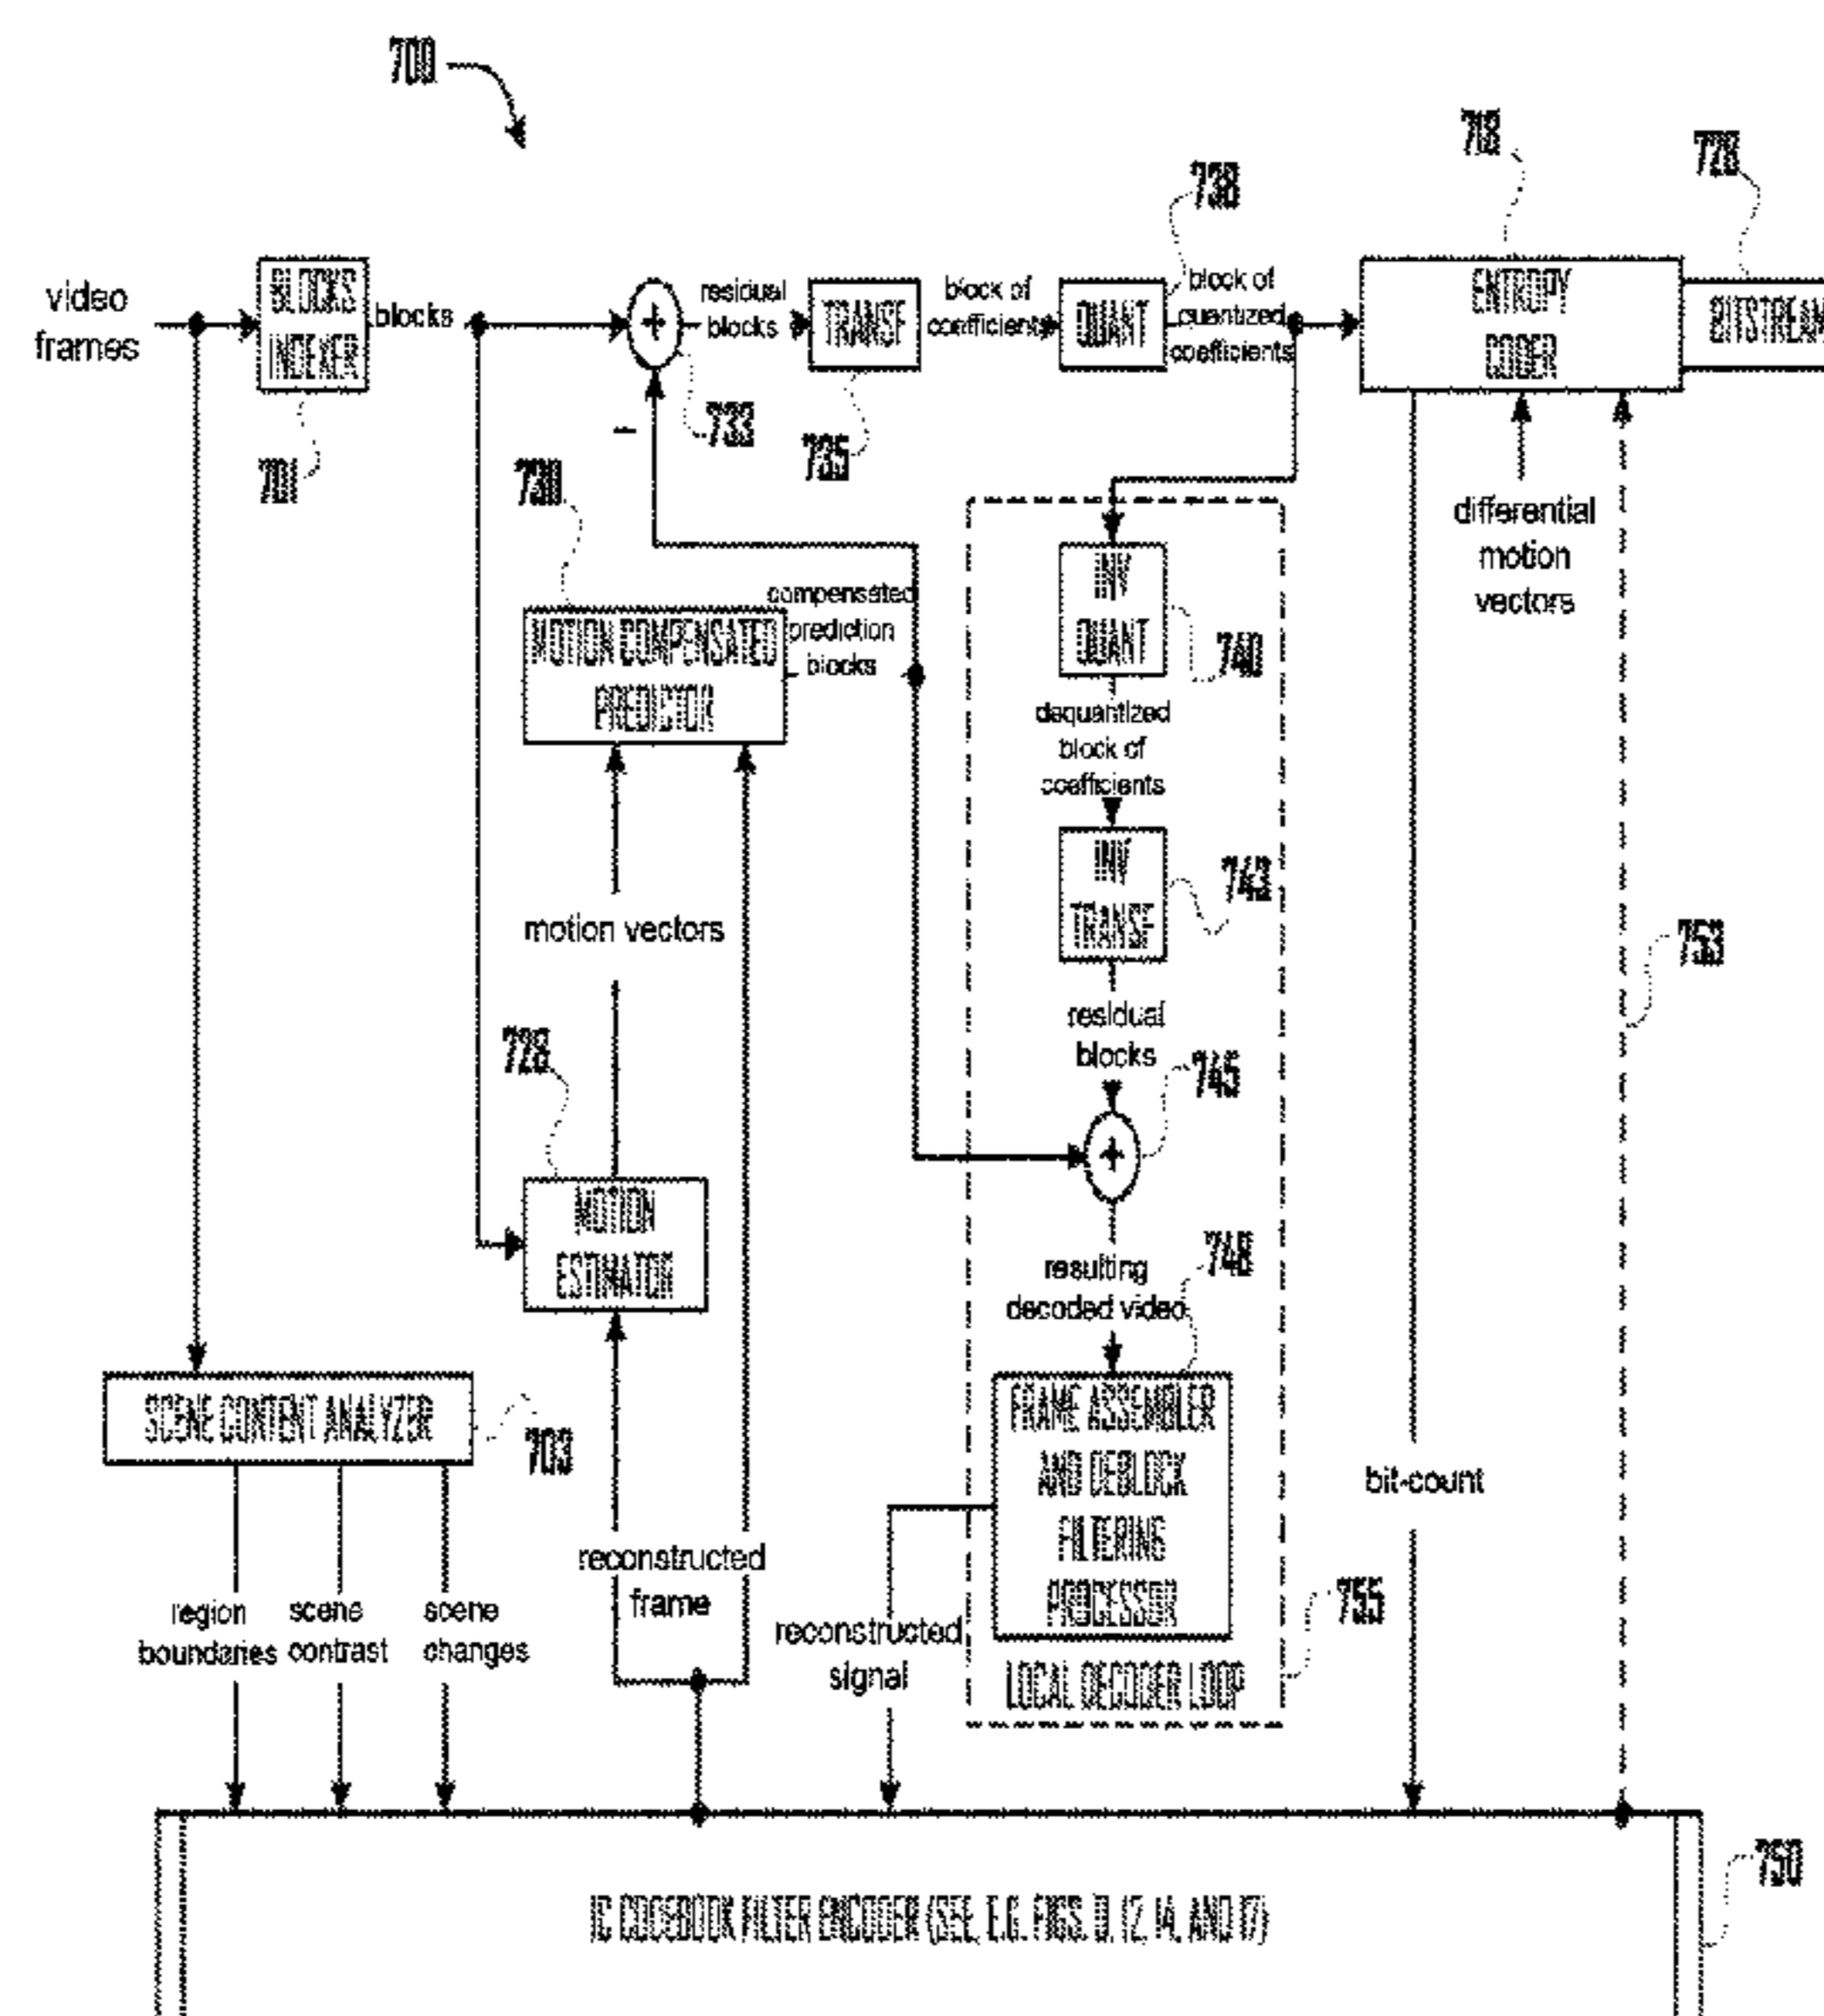 700
718
728
738
video
frames
BLOCKS
INDEXER
blocks
+
residual
blocks
TRANSF
block of
coefficients
QUANT
block of
quantized
coefficients
ENTROPY
CODER
BITSTREAM
701
730
−
733
735
differential
motion
vectors
compensated
prediction
blocks
MOTION COMPENSATED
PREDICTOR
INV
QUANT
740
dequantized
block of
coefficients
INV
TRANSF
743
motion vectors
753
residual
blocks
745
+
728
MOTION
ESTIMATOR
resulting
decoded video
748
SCENE CONTENT ANALYZER
703
FRAME ASSEMBLER
AND DEBLOCK
FILTERING
PROCESSOR
bit-count
reconstructed
frame
region
boundaries
scene
contrast
scene
changes
reconstructed
signal
755
LOCAL DECODER LOOP
750
IC CODEBOOK FILTER ENCODER (SEE, E.G. FIGS. 12, 14, AND 17)